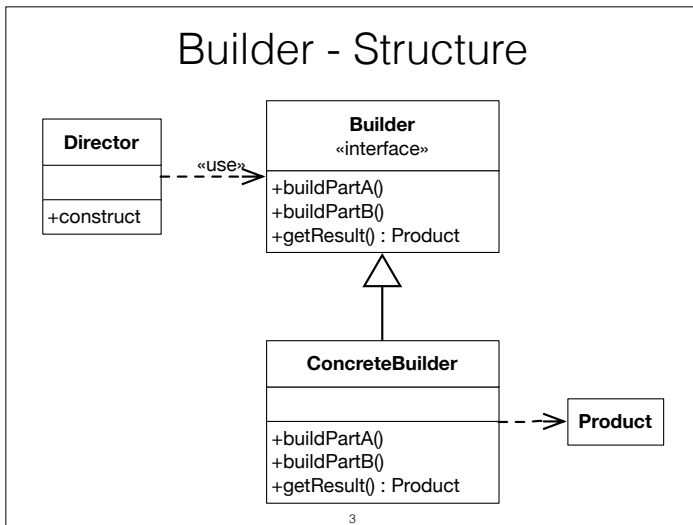 Builder - Structure
Director
+construct
«use»
Builder
«interface»
+buildPartA()
+buildPartB()
+getResult() : Product
ConcreteBuilder
+buildPartA()
+buildPartB()
+getResult() : Product
Product
3